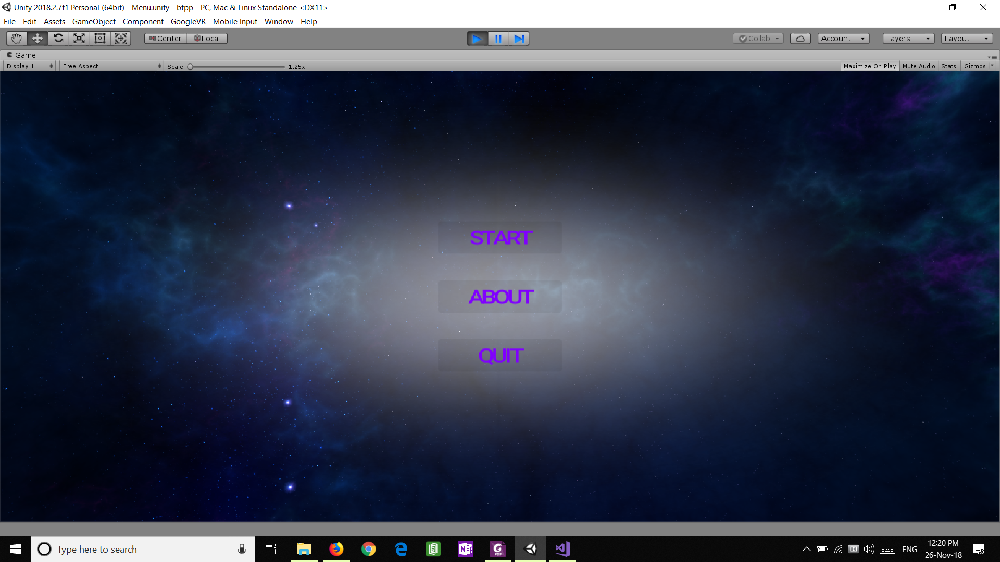 Unity 2018.2.7f1 Personal (64bit) - Menu.unity - btpp - PC, Mac & Linux Standalone <DX11>
File Edit Assets GameObject Component GoogleVR Mobile Input Window Help
Center Local Collab Account Layers Layout
Game
Display 1 Free Aspect Scale 1.25x Maximize On Play Mute Audio Stats Gizmos
START
ABOUT
QUIT
Type here to search
N
PDF
ENG
12:20 PM
26-Nov-18